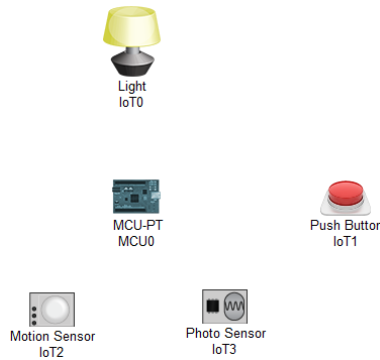 Light
IoT0
MCU-PT
MCU0
Push Button
IoT1
Motion Sensor
IoT2
Photo Sensor
IoT3